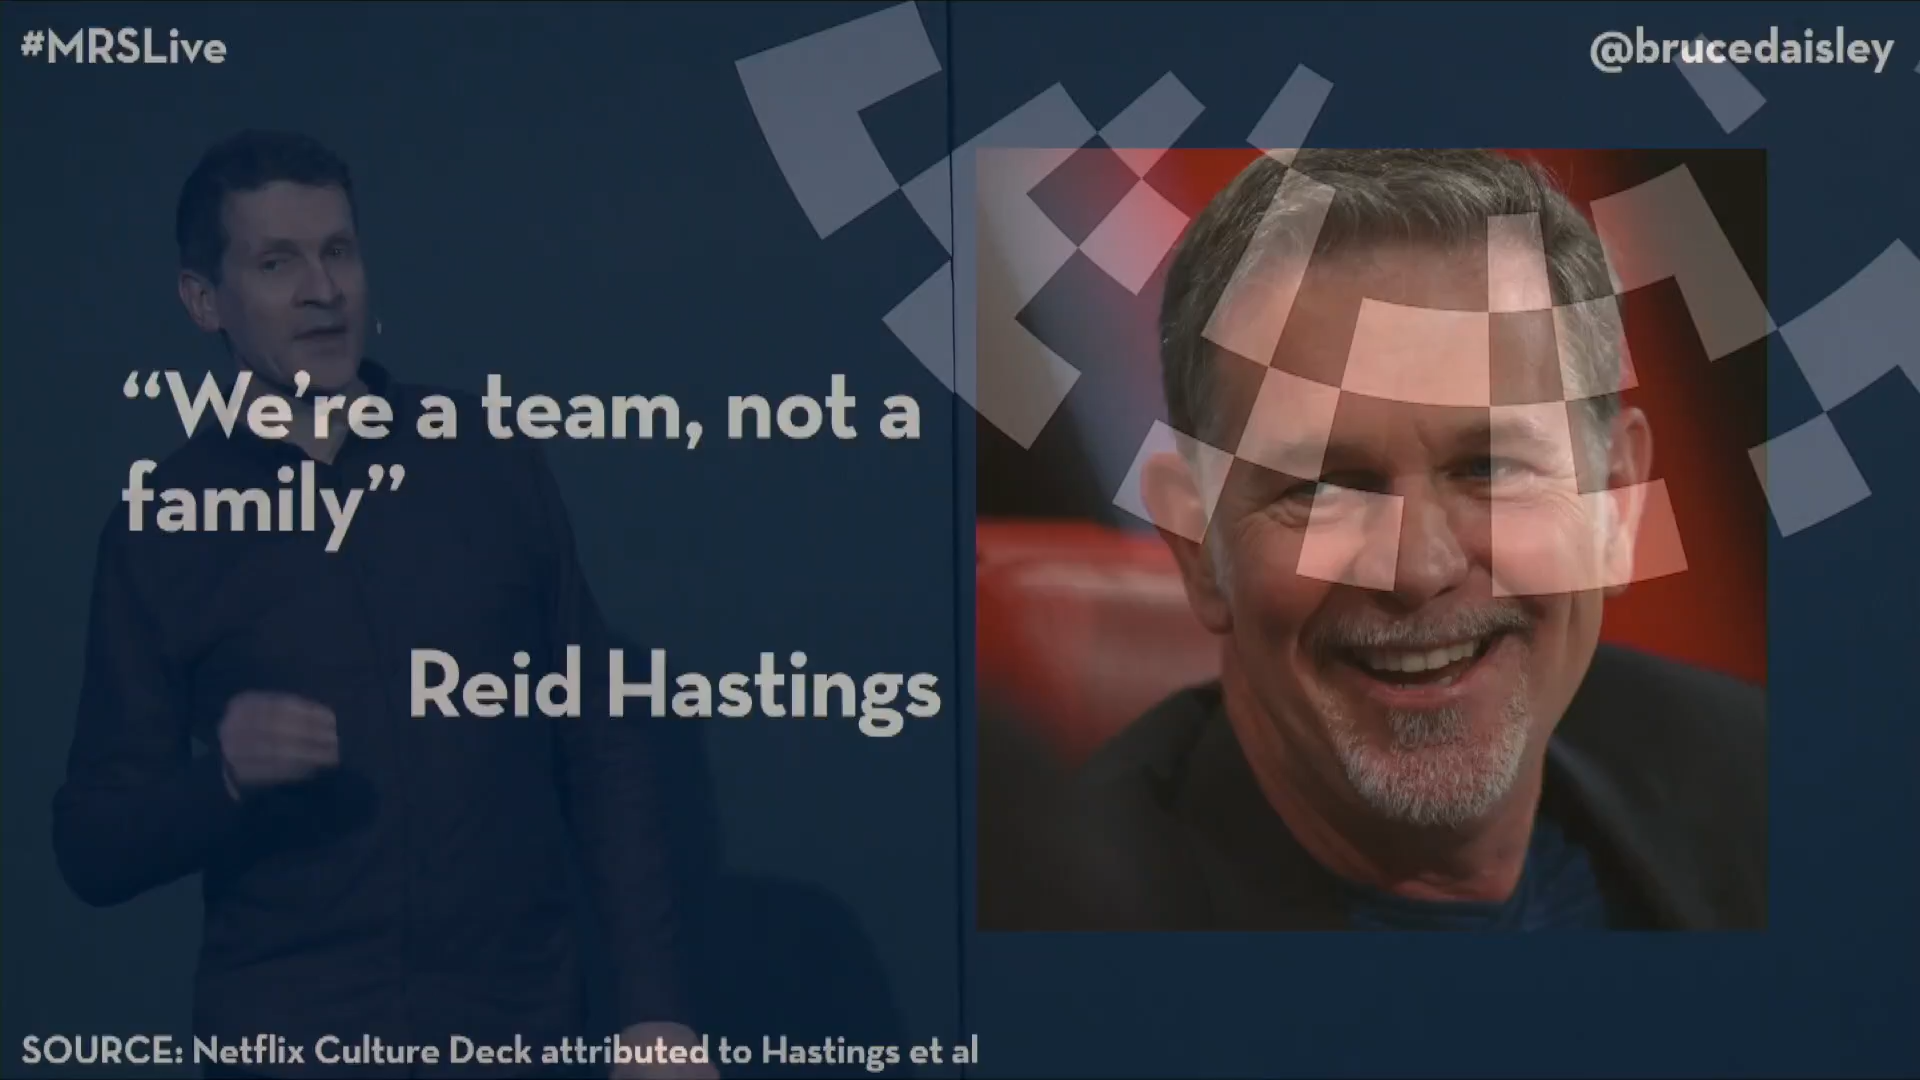 #MRSLive
@brucedaisley
“We’re a team, not a
family”
Reid Hastings
SOURCE: Netflix Culture Deck attributed to Hastings et al